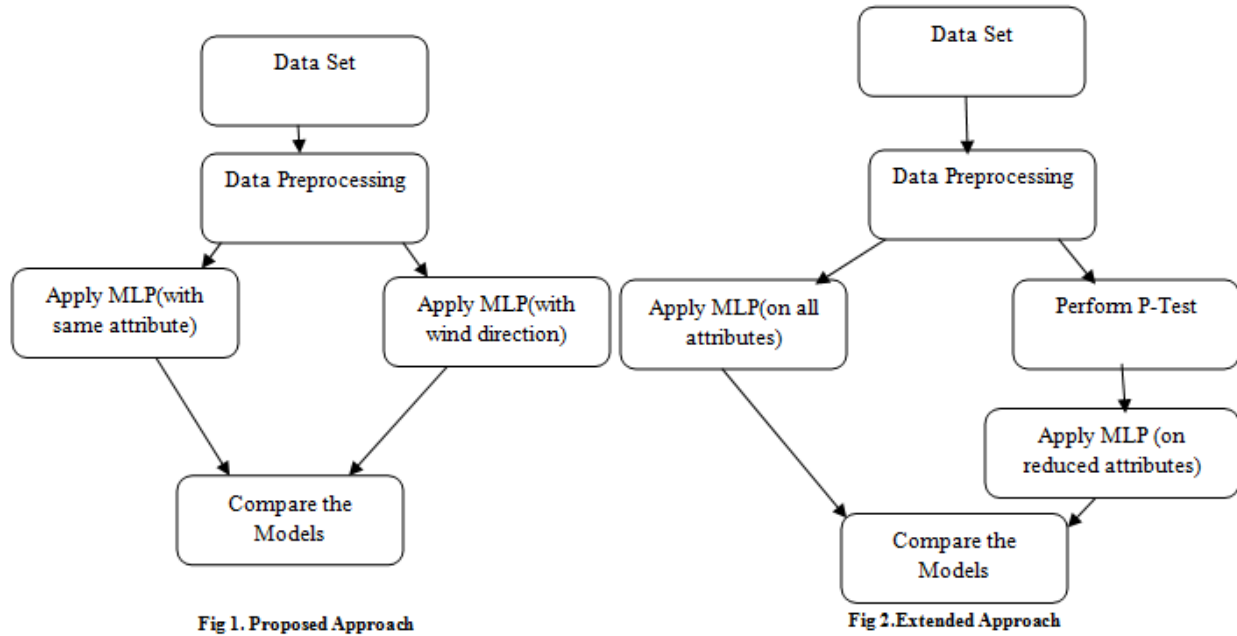 Data Set
Data Preprocessing
Apply MLP(with
same attribute)
Apply MLP(with
wind direction)
Compare the
Models
Fig 1. Proposed Approach
Data Set
Data Preprocessing
Apply MLP(on all
attributes)
Perform P-Test
Apply MLP (on
reduced attributes)
Compare the
Models
Fig 2.Extended Approach